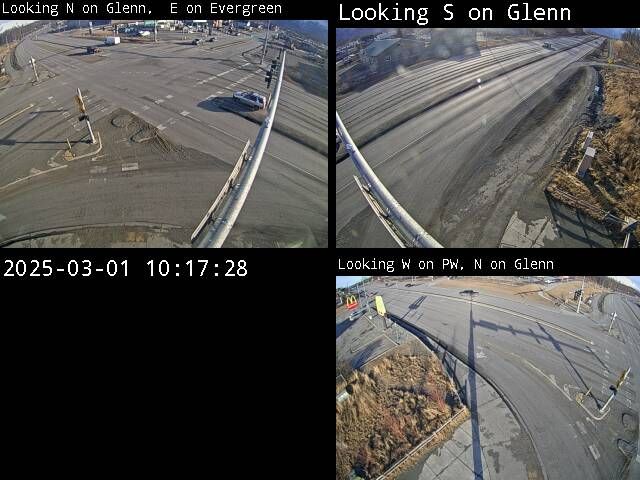 Looking N on Glenn,  E on Evergreen
Looking S on Glenn
2025-03-01 10:17:28
Looking W on PW, N on Glenn